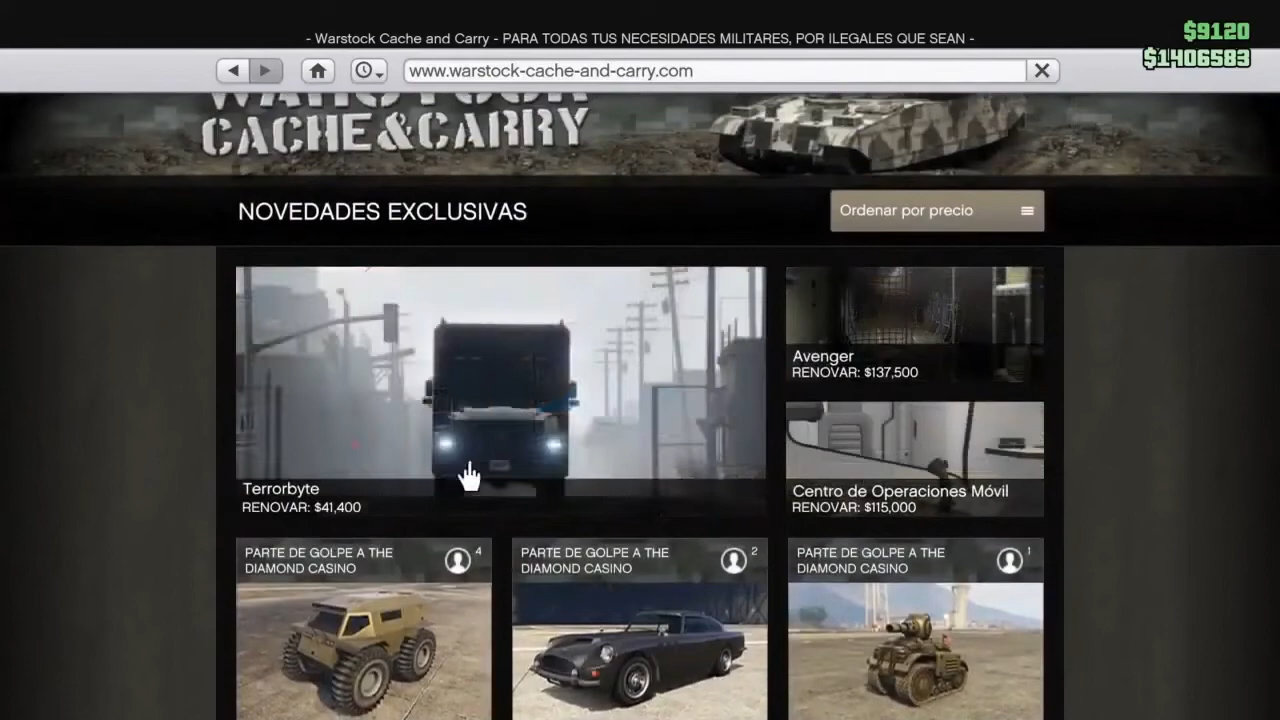 - Warstock Cache and Carry - PARA TODAS TUS NECESIDADES MILITARES, POR ILEGALES QUE SEAN -
$9120
$1406583
www.warstock-cache-and-carry.com
WARSTOCK
CACHE&CARRY
NOVEDADES EXCLUSIVAS
Ordenar por precio
Terrorbyte
RENOVAR: $41,400
Avenger
RENOVAR: $137,500
Centro de Operaciones Móvil
RENOVAR: $115,000
PARTE DE GOLPE A THE
DIAMOND CASINO
4
PARTE DE GOLPE A THE
DIAMOND CASINO
2
PARTE DE GOLPE A THE
DIAMOND CASINO
1